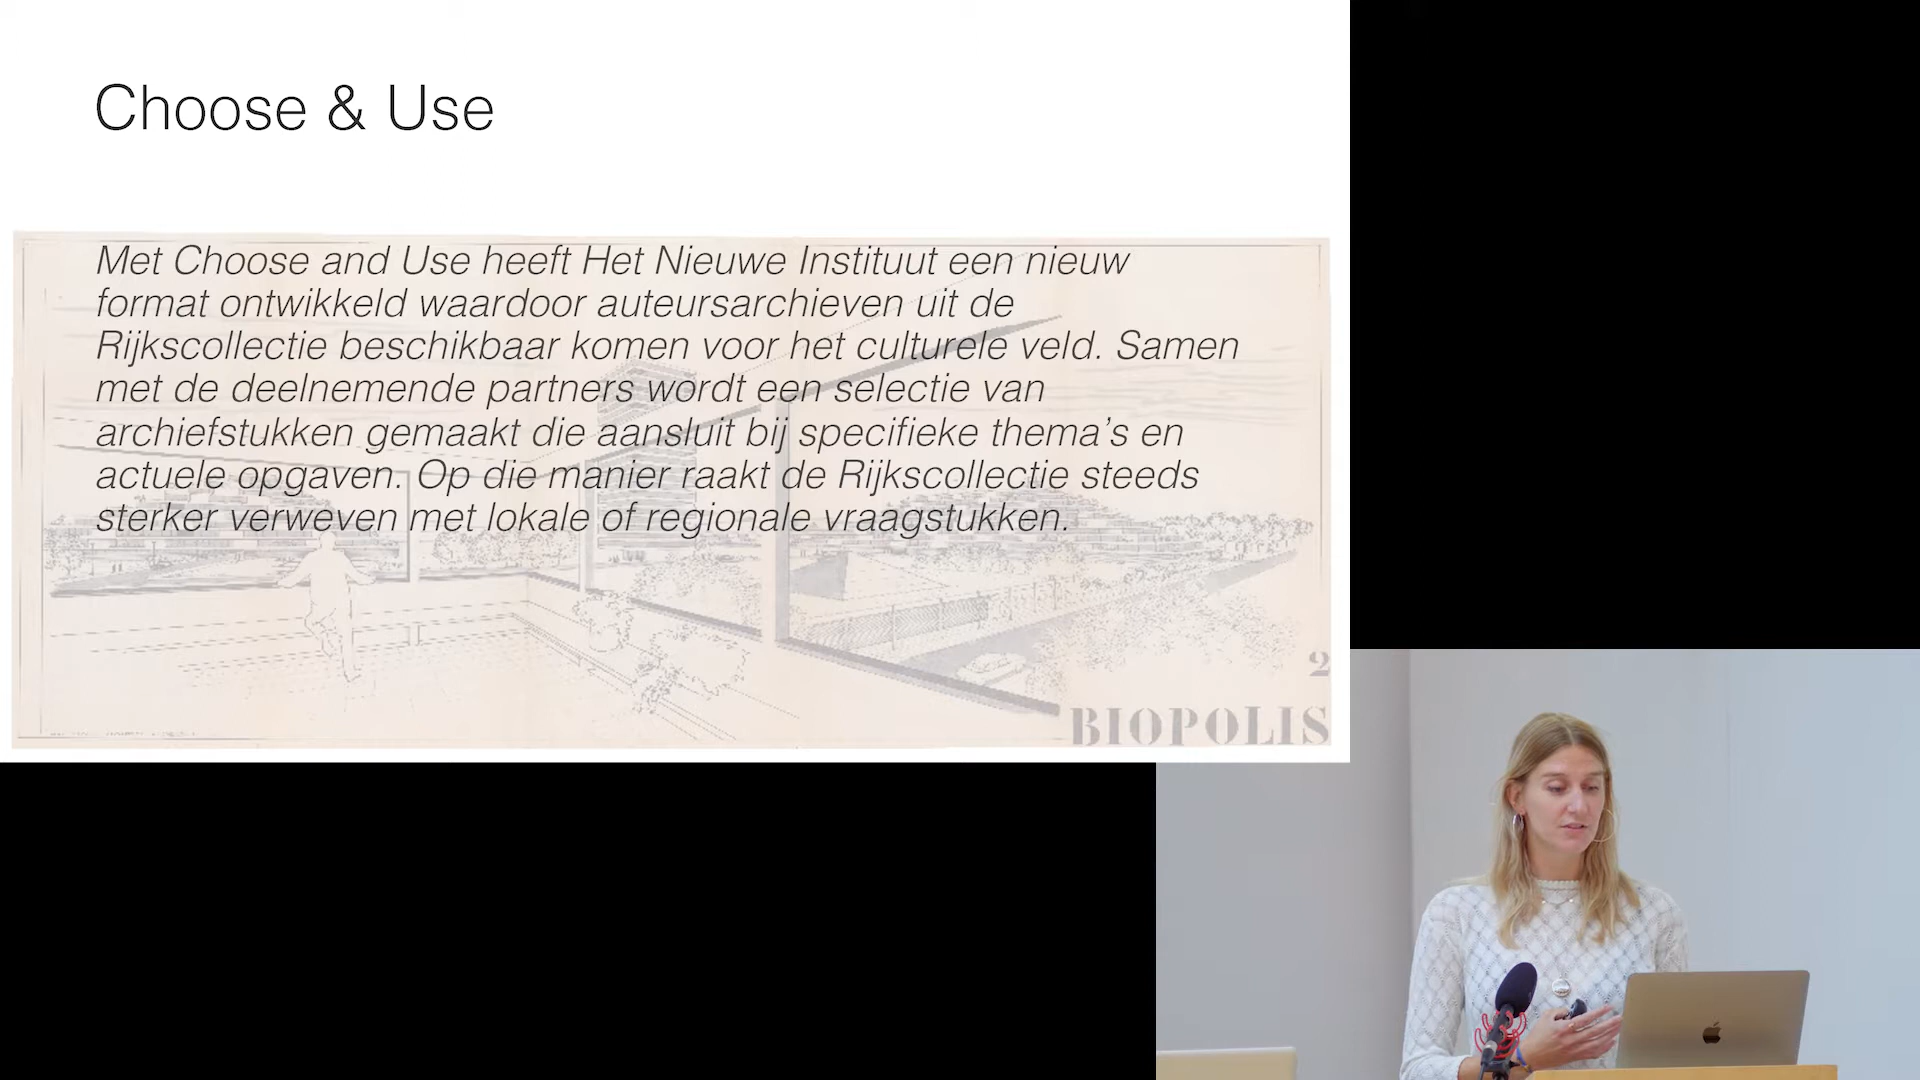 Choose & Use
Met Choose and Use heeft Het Nieuwe Instituut een nieuw
format ontwikkeld waardoor auteursarchieven uit de
Rijkscollectie beschikbaar komen voor het culturele veld. Samen
met de deelnemende partners wordt een selectie van
archiefstukken gemaakt die aansluit bij specifieke thema’s en
actuele opgaven. Op die manier raakt de Rijkscollectie steeds
sterker verweven met lokale of regionale vraagstukken.
2
BIOPOLIS